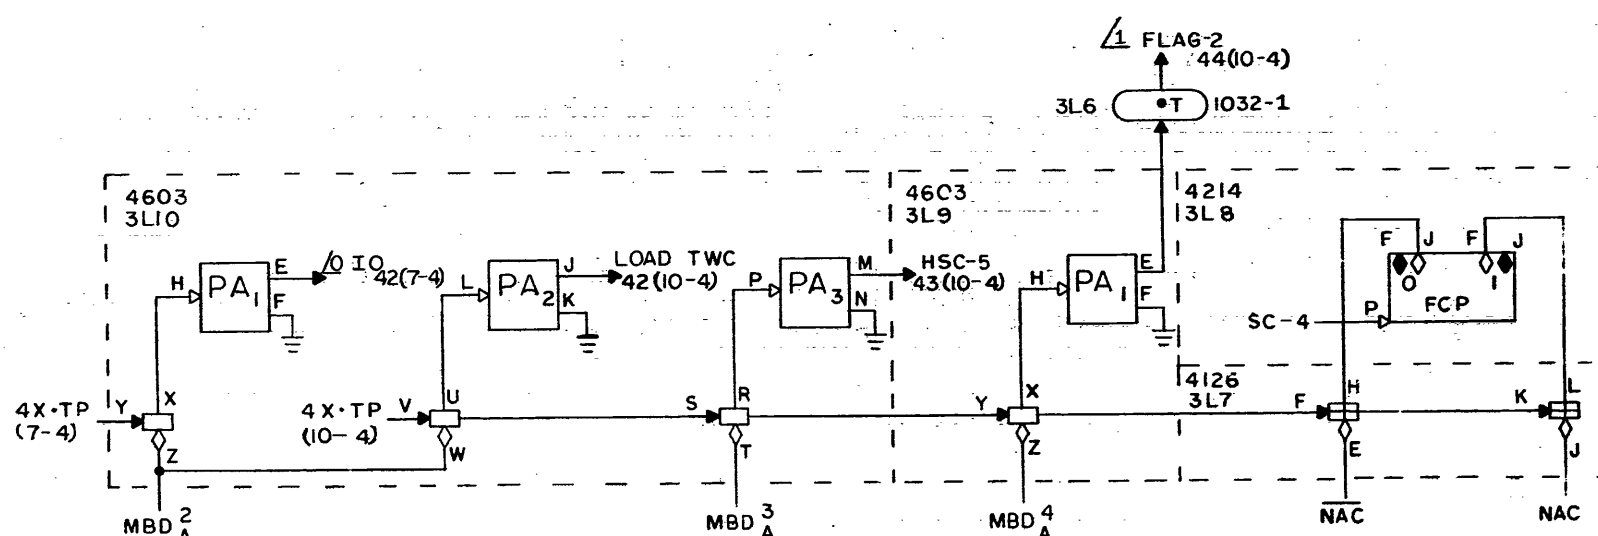 /1 FLAG-2
44(10-4)
3L6
T
1032-1
4603
3L10
4603
3L9
4214
3L8
H
PA1
E
F
/0 IO
42(7-4)
L
PA2
J
K
LOAD TWC
42(10-4)
P
PA3
M
N
HSC-5
43(10-4)
H
PA1
E
F
F
J
F
J
0
1
P
FCP
SC-4
4126
3L7
4X·TP
(7-4)
Y
X
Z
4X·TP
(10-4)
V
U
W
S
R
T
Y
X
Z
F
H
E
K
L
J
MBD 2 A
MBD 3 A
MBD 4 A
NAC
NAC